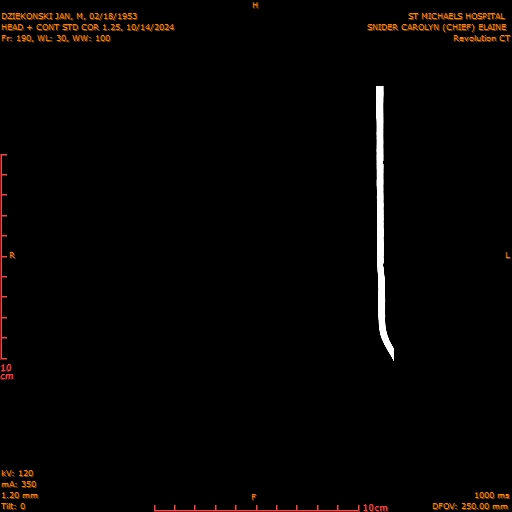 H
DZIEKONSKI JAN, M, 02/18/1953
HEAD + CONT STD COR 1.25, 10/14/2024
Fr: 190, WL: 30, WW: 100
ST MICHAELS HOSPITAL
SNIDER CAROLYN (CHIEF) ELAINE
Revolution CT
R
L
10
cm
kV: 120
mA: 350
1.20 mm
Tilt: 0
F
10cm
1000 ms
DFOV: 250.00 mm